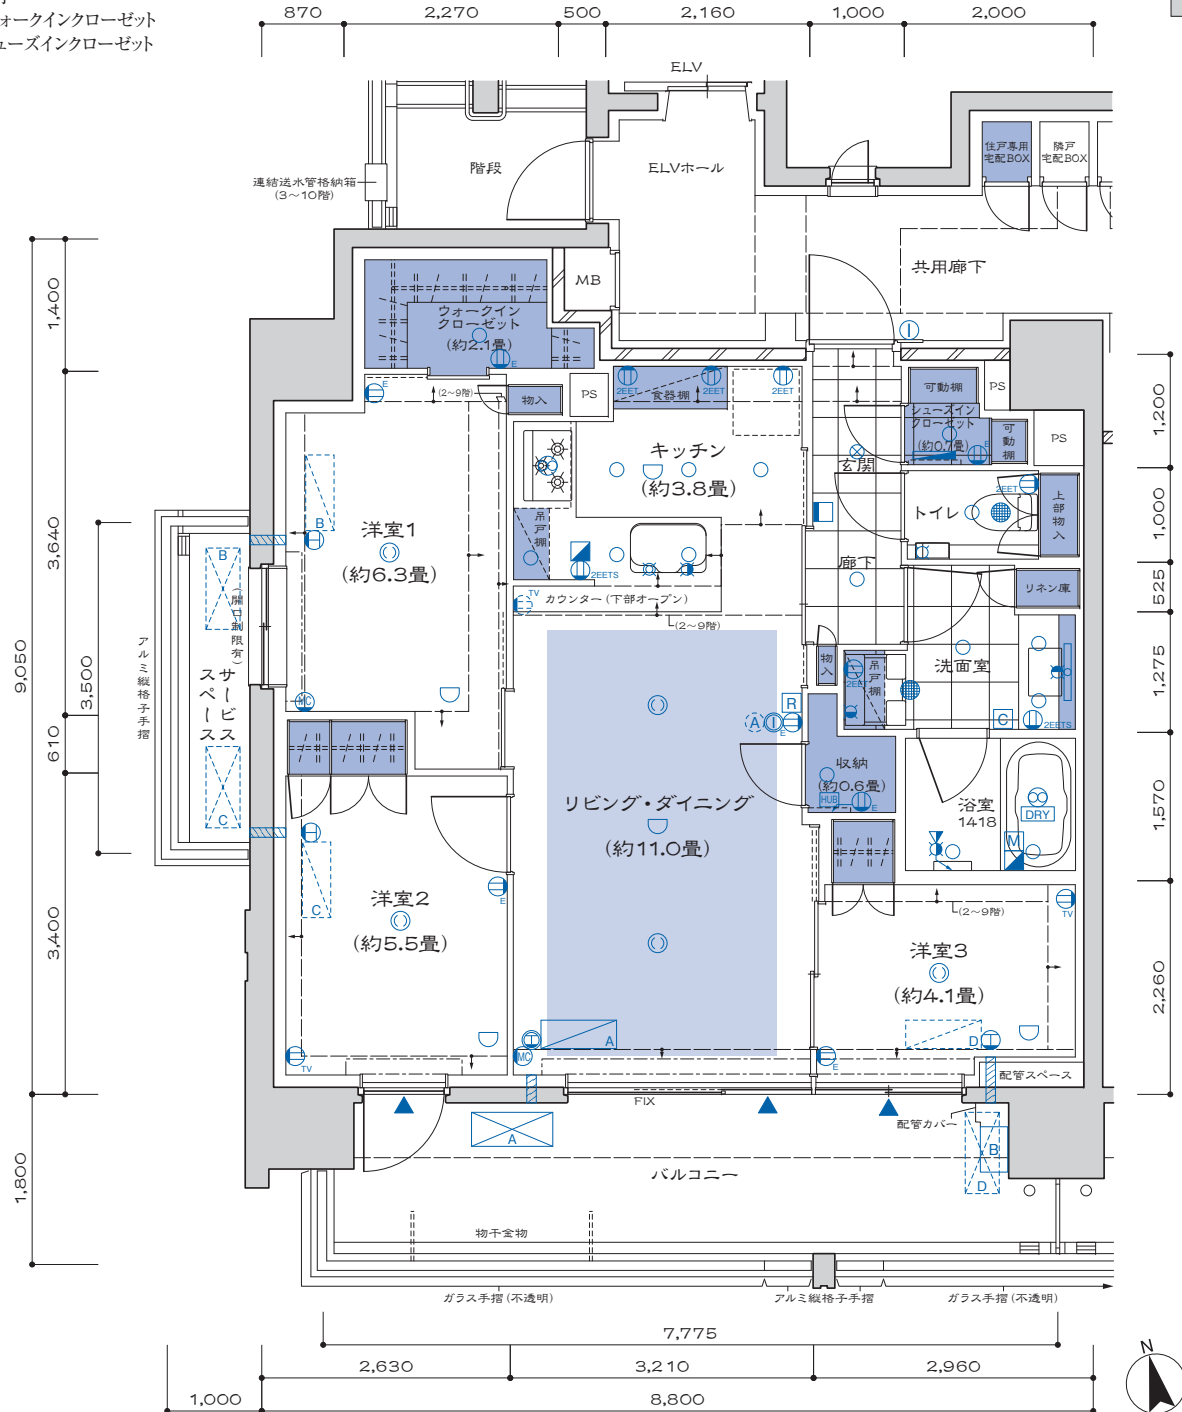 ォークインクローゼット
ューズインクローゼット
870
2,270
500
2,160
1,000
2,000
ELV
階段
ELVホール
連結送水管格納箱
(3〜10階)
住戸専用
宅配BOX
隣戸
宅配BOX
共用廊下
MB
ウォークイン
クローゼット
(約2.1畳)
E
I
E
(2〜9階)
物入
PS
2EET
2EET
2EET
食器棚
可動棚
PS
シューズイン
クローゼット
(約0.7畳)
E
可動棚
PS
キッチン
(約3.8畳)
玄関
2EET
トイレ
上部物入
B
洋室1
(約6.3畳)
吊戸棚
2EETS
廊下
リネン庫
TV
カウンター(下部オープン)
(2〜9階)
B
(開口制限有)
アルミ縦格子手摺
サービス
スペース
MC
C
物入
2EET
吊戸棚
洗面室
C
2EETS
R
A
I
E
収納
(約0.6畳)
HUB
E
浴室
1418
DRY
M
リビング・ダイニング
(約11.0畳)
洋室2
(約5.5畳)
C
E
(2〜9階)
TV
洋室3
(約4.1畳)
TV
MC
A
E
D
配管スペース
FIX
配管カバー
A
B
D
バルコニー
物干金物
ガラス手摺(不透明)
アルミ縦格子手摺
ガラス手摺(不透明)
1,400
3,640
610
3,400
9,050
3,500
1,800
1,200
1,000
525
1,275
1,570
2,260
7,775
2,630
3,210
2,960
1,000
8,800
N